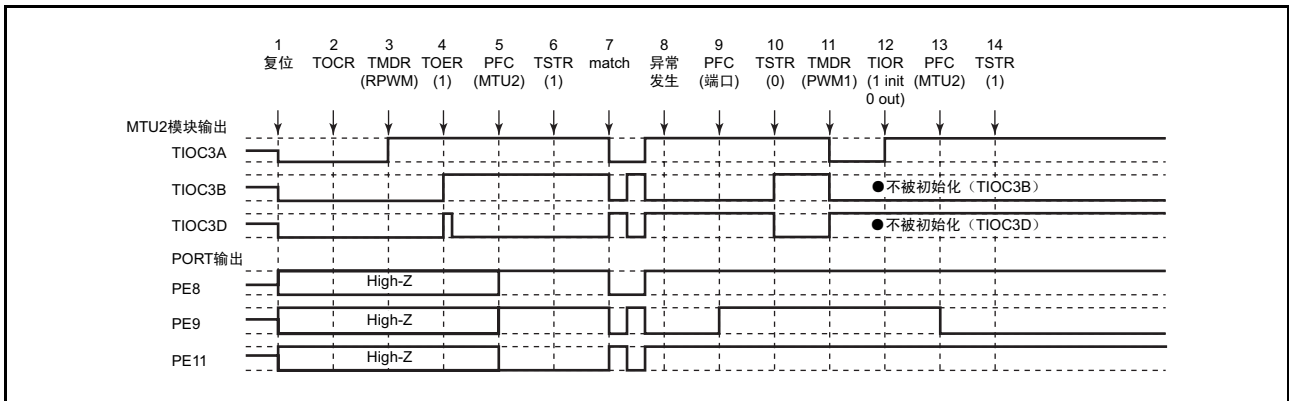 1 2 3 4 5 6 7 8 9 10 11 12 13 14
复位 TOCR TMDR TOER PFC TSTR match 异常 PFC TSTR TMDR TIOR PFC TSTR
(RPWM) (1) (MTU2) (1) 发生 (端口) (0) (PWM1) (1 init (MTU2) (1)
0 out)
MTU2模块输出
TIOC3A
TIOC3B ●不被初始化（TIOC3B）
TIOC3D ●不被初始化（TIOC3D）
PORT输出
PE8 High-Z
PE9 High-Z
PE11 High-Z